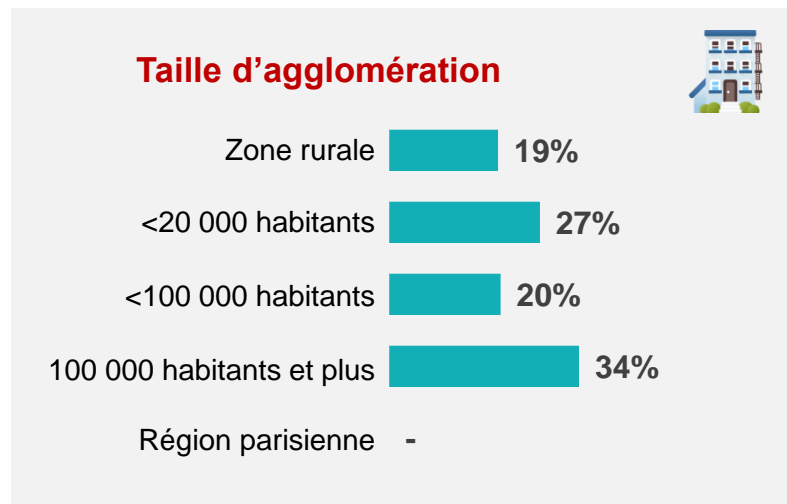 Taille d’agglomération
Zone rurale 19%
<20 000 habitants 27%
<100 000 habitants 20%
100 000 habitants et plus 34%
Région parisienne -